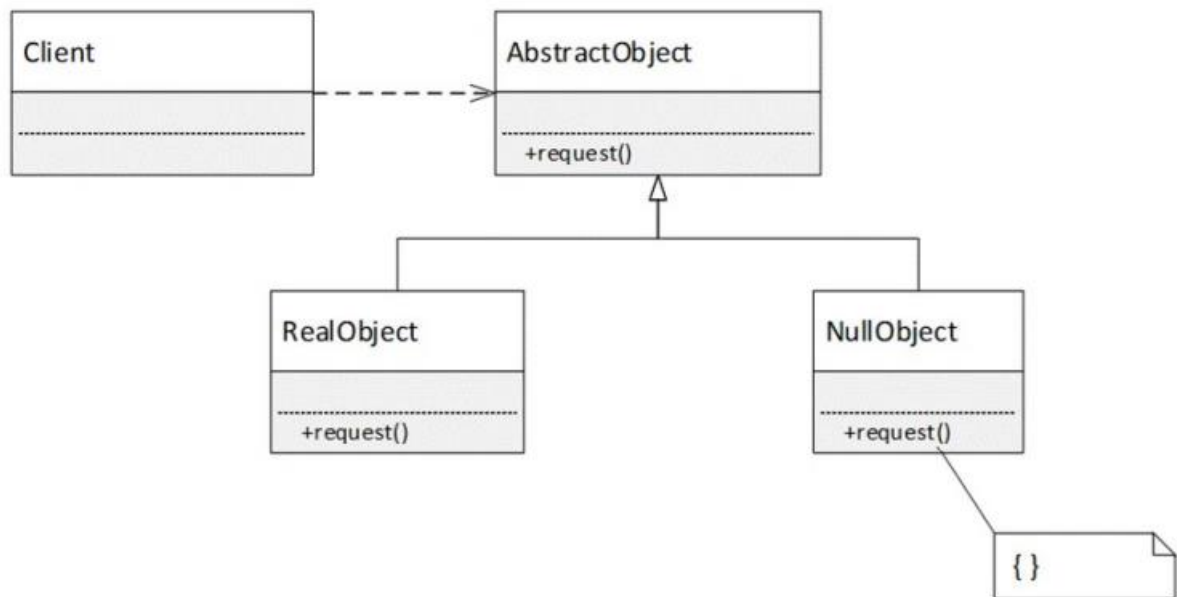 Client
AbstractObject
+request()
RealObject
NullObject
+request()
+request()
{ }